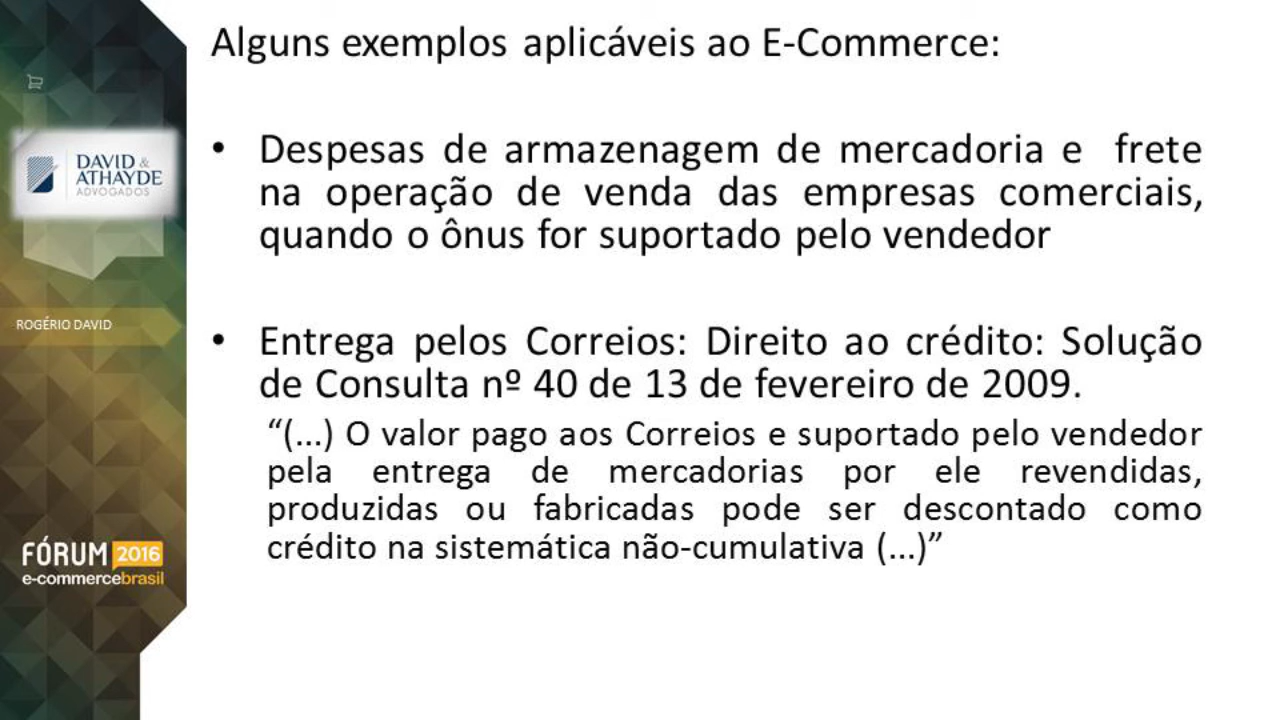 Alguns exemplos aplicáveis ao E-Commerce:
• Despesas de armazenagem de mercadoria e frete
na operação de venda das empresas comerciais,
quando o ônus for suportado pelo vendedor
• Entrega pelos Correios: Direito ao crédito: Solução
de Consulta nº 40 de 13 de fevereiro de 2009.
“(...) O valor pago aos Correios e suportado pelo vendedor
pela entrega de mercadorias por ele revendidas,
produzidas ou fabricadas pode ser descontado como
crédito na sistemática não-cumulativa (...)”
DAVID &
ATHAYDE
ADVOGADOS
ROGÉRIO DAVID
FÓRUM 2016
e-commercebrasil